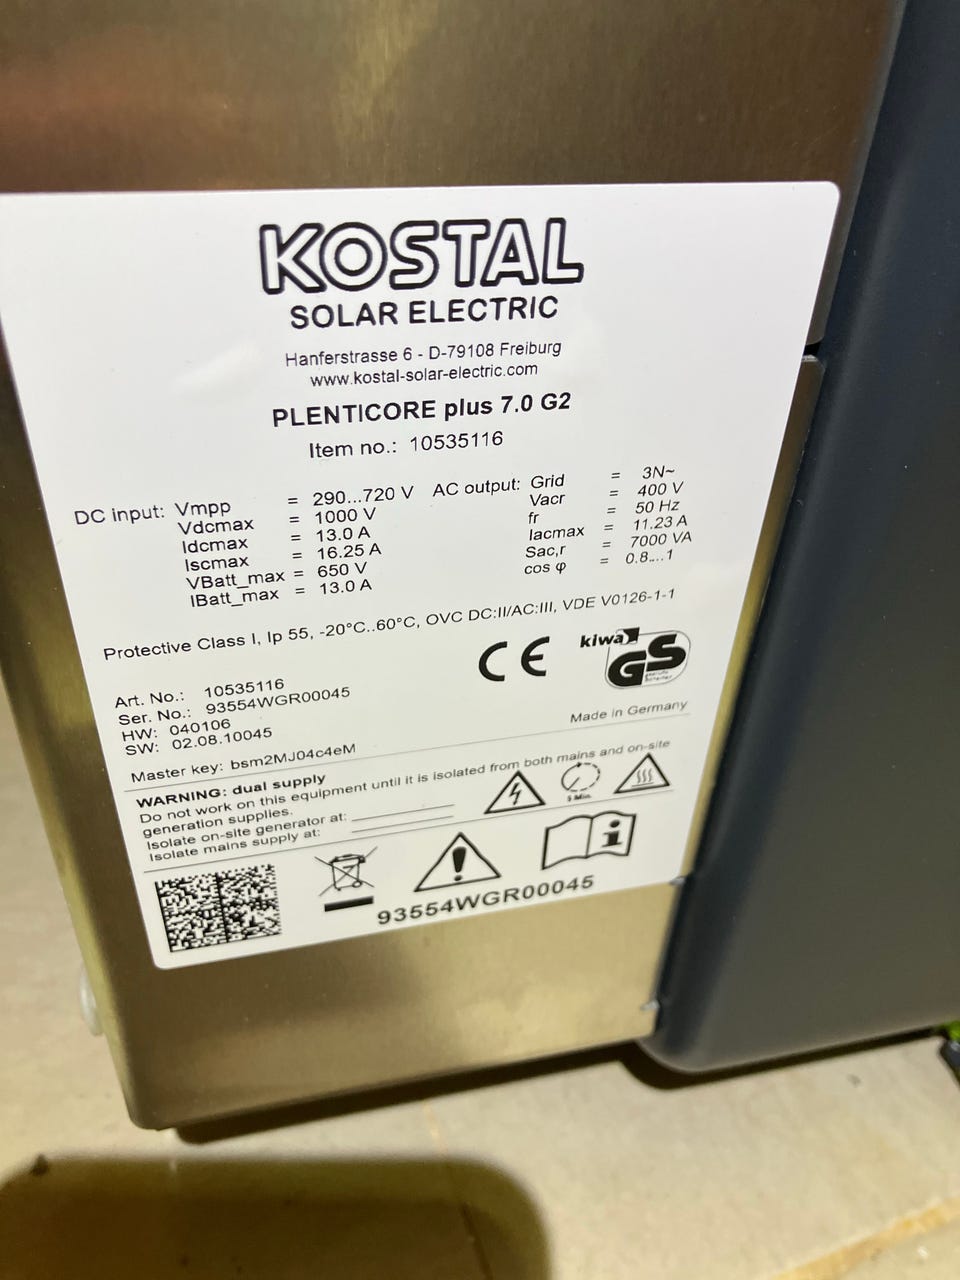 KOSTAL
SOLAR ELECTRIC
Hanferstrasse 6 - D-79108 Freiburg
www.kostal-solar-electric.com
PLENTICORE plus 7.0 G2
Item no.: 10535116
DC input: Vmpp = 290...720 V
Vdcmax = 1000 V
Idcmax = 13.0 A
Iscmax = 16.25 A
VBatt_max = 650 V
IBatt_max = 13.0 A
AC output: Grid = 3N~
Vacr = 400 V
fr = 50 Hz
Iacmax = 11.23 A
Sac,r = 7000 VA
cos φ = 0.8...1
Protective Class I, Ip 55, -20°C..60°C, OVC DC:II/AC:III, VDE V0126-1-1
CE
kiwa
GS
Art. No.: 10535116
Ser. No.: 93554WGR00045
HW: 040106
SW: 02.08.10045
Made in Germany
Master key: bsm2MJ04c4eM
WARNING: dual supply
Do not work on this equipment until it is isolated from both mains and on-site
generation supplies.
Isolate on-site generator at:
Isolate mains supply at:
5 Min.
93554WGR00045